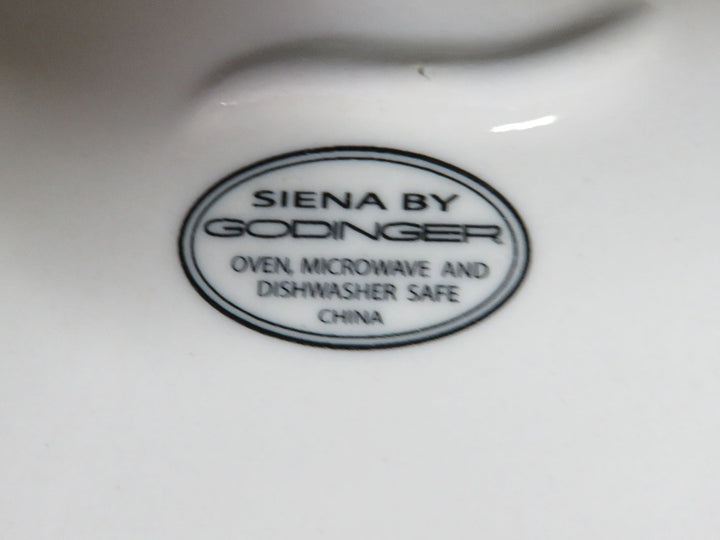 SIENA BY
GODINGER
OVEN, MICROWAVE AND
DISHWASHER SAFE
CHINA